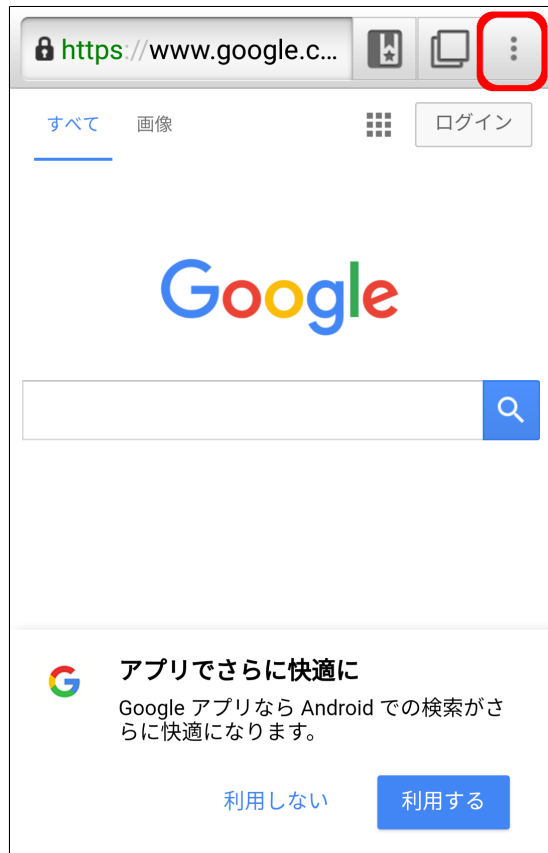 https://www.google.c...
すべて 画像 ログイン
Google
アプリでさらに快適に
Google アプリなら Android での検索がさ
らに快適になります。
利用しない 利用する